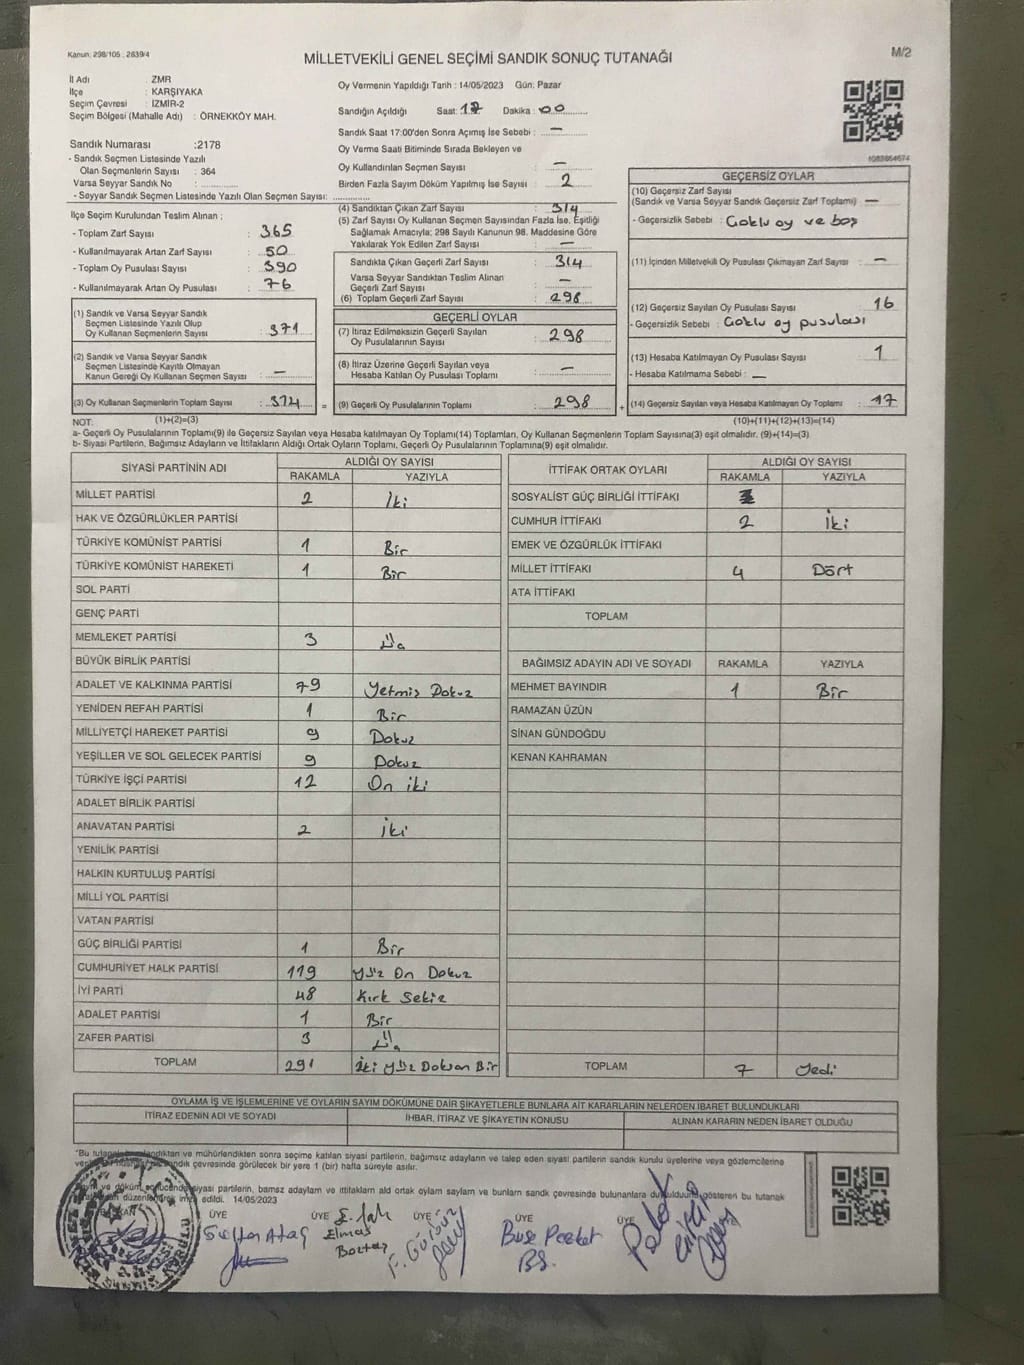 Kanun: 298/105 ; 2839/4
MİLLETVEKİLİ GENEL SEÇİMİ SANDIK SONUÇ TUTANAĞI
M/2
İl Adı : ZMR
İlçe : KARŞIYAKA
Seçim Çevresi : İZMİR-2
Seçim Bölgesi (Mahalle Adı) : ÖRNEKKÖY MAH.
Sandık Numarası :2178
- Sandık Seçmen Listesinde Yazılı
Olan Seçmenlerin Sayısı : 364
Varsa Seyyar Sandık No :
- Seyyar Sandık Seçmen Listesinde Yazılı Olan Seçmen Sayısı:
Oy Vermenin Yapıldığı Tarih : 14/05/2023 Gün: Pazar
Sandığın Açıldığı Saat: 17 Dakika : 00
Sandık Saat 17:00'den Sonra Açılmış İse Sebebi : —
Oy Verme Saati Bitiminde Sırada Bekleyen ve
Oy Kullandırılan Seçmen Sayısı : —
Birden Fazla Sayım Döküm Yapılmış İse Sayısı : 2
İlçe Seçim Kurulundan Teslim Alınan ;
- Toplam Zarf Sayısı : 365
- Kullanılmayarak Artan Zarf Sayısı : 50
- Toplam Oy Pusulası Sayısı : 390
- Kullanılmayarak Artan Oy Pusulası : 76
(4) Sandıktan Çıkan Zarf Sayısı : 314
(5) Zarf Sayısı Oy Kullanan Seçmen Sayısından Fazla İse, Eşitliği
Sağlamak Amacıyla; 298 Sayılı Kanunun 98. Maddesine Göre
Yakılarak Yok Edilen Zarf Sayısı : —
Sandıkta Çıkan Geçerli Zarf Sayısı : 314
Varsa Seyyar Sandıktan Teslim Alınan
Geçerli Zarf Sayısı : —
(6) Toplam Geçerli Zarf Sayısı : 298
GEÇERSİZ OYLAR
(10) Geçersiz Zarf Sayısı
(Sandık ve Varsa Seyyar Sandık Geçersiz Zarf Toplamı) : —
- Geçersizlik Sebebi : Çoklu oy ve boş
(11) İçinden Milletvekili Oy Pusulası Çıkmayan Zarf Sayısı : —
(12) Geçersiz Sayılan Oy Pusulası Sayısı : 16
- Geçersizlik Sebebi : Çoklu oy pusulası
(13) Hesaba Katılmayan Oy Pusulası Sayısı : 1
- Hesaba Katılmama Sebebi : —
(14) Geçersiz Sayılan veya Hesaba Katılmayan Oy Toplamı : 17
(10)+(11)+(12)+(13)=(14)
(1) Sandık ve Varsa Seyyar Sandık
Seçmen Listesinde Yazılı Olup
Oy Kullanan Seçmenlerin Sayısı :
(2) Sandık ve Varsa Seyyar Sandık
Seçmen Listesinde Kayıtlı Olmayan
Kanun Gereği Oy Kullanan Seçmen Sayısı : —
(3) Oy Kullanan Seçmenlerin Toplam Sayısı : =
GEÇERLİ OYLAR
(7) İtiraz Edilmeksizin Geçerli Sayılan
Oy Pusulalarının Sayısı : 298
(8) İtiraz Üzerine Geçerli Sayılan veya
Hesaba Katılan Oy Pusulası Toplamı : —
(9) Geçerli Oy Pusulalarının Toplamı : 298 +
NOT: (1)+(2)=(3)
a- Geçerli Oy Pusulalarının Toplamı(9) ile Geçersiz Sayılan veya Hesaba katılmayan Oy Toplamı(14) Toplamları, Oy Kullanan Seçmenlerin Toplam Sayısına(3) eşit olmalıdır. (9)+(14)=(3)
b- Siyasi Partilerin, Bağımsız Adayların ve İttifakların Aldığı Ortak Oyların Toplamı, Geçerli Oy Pusulalarının Toplamına(9) eşit olmalıdır.
SİYASİ PARTİNİN ADI ALDIĞI OY SAYISI
RAKAMLA YAZIYLA
MİLLET PARTİSİ 2 İki
HAK VE ÖZGÜRLÜKLER PARTİSİ
TÜRKİYE KOMÜNİST PARTİSİ 1 Bir
TÜRKİYE KOMÜNİST HAREKETİ 1 Bir
SOL PARTİ
GENÇ PARTİ
MEMLEKET PARTİSİ 3 Üç
BÜYÜK BİRLİK PARTİSİ
ADALET VE KALKINMA PARTİSİ 79 Yetmiş Dokuz
YENİDEN REFAH PARTİSİ 1 Bir
MİLLİYETÇİ HAREKET PARTİSİ 9 Dokuz
YEŞİLLER VE SOL GELECEK PARTİSİ 9 Dokuz
TÜRKİYE İŞÇİ PARTİSİ 12 On iki
ADALET BİRLİK PARTİSİ
ANAVATAN PARTİSİ 2 İki
YENİLİK PARTİSİ
HALKIN KURTULUŞ PARTİSİ
MİLLİ YOL PARTİSİ
VATAN PARTİSİ
GÜÇ BİRLİĞİ PARTİSİ 1 Bir
CUMHURİYET HALK PARTİSİ 119 Yüz On Dokuz
İYİ PARTİ 48 Kırk Sekiz
ADALET PARTİSİ 1 Bir
ZAFER PARTİSİ 3 Üç
TOPLAM 291 İki Yüz Doksan Bir
İTTİFAK ORTAK OYLARI ALDIĞI OY SAYISI
RAKAMLA YAZIYLA
SOSYALİST GÜÇ BİRLİĞİ İTTİFAKI
CUMHUR İTTİFAKI 2 İki
EMEK VE ÖZGÜRLÜK İTTİFAKI
MİLLET İTTİFAKI 4 Dört
ATA İTTİFAKI
TOPLAM
BAĞIMSIZ ADAYIN ADI VE SOYADI RAKAMLA YAZIYLA
MEHMET BAYINDIR 1 Bir
RAMAZAN ÜZÜN
SİNAN GÜNDOĞDU
KENAN KAHRAMAN
TOPLAM 7 Yedi
OYLAMA İŞ VE İŞLEMLERİNE VE OYLARIN SAYIM DÖKÜMÜNE DAİR ŞİKAYETLERLE BUNLARA AİT KARARLARIN NELERDEN İBARET BULUNDUKLARI
İTİRAZ EDENİN ADI VE SOYADI İHBAR, İTİRAZ VE ŞİKAYETİN KONUSU ALINAN KARARIN NEDEN İBARET OLDUĞU
"Bu tutanak sonra seçime katılan siyasi partilerin, bağımsız adayların ve talep eden siyasi partilerin sandık kurulu üyelerine veya gözlemcilerine
sandık çevresinde görülecek bir yere 1 (bir) hafta süreyle asılır.
ve döküm sonucunda siyasi partilerin, bamsz adaylarn ve ittifaklarn ald ortak oylarn saylarn ve bunlarn sandk çevresinde bulunanlara gösteren bu tutanak
düzenlenerek imza edildi. 14/05/2023
BAŞKAN ÜYE ÜYE ÜYE ÜYE ÜYE
Elmas
F. Gürbüz
Buse